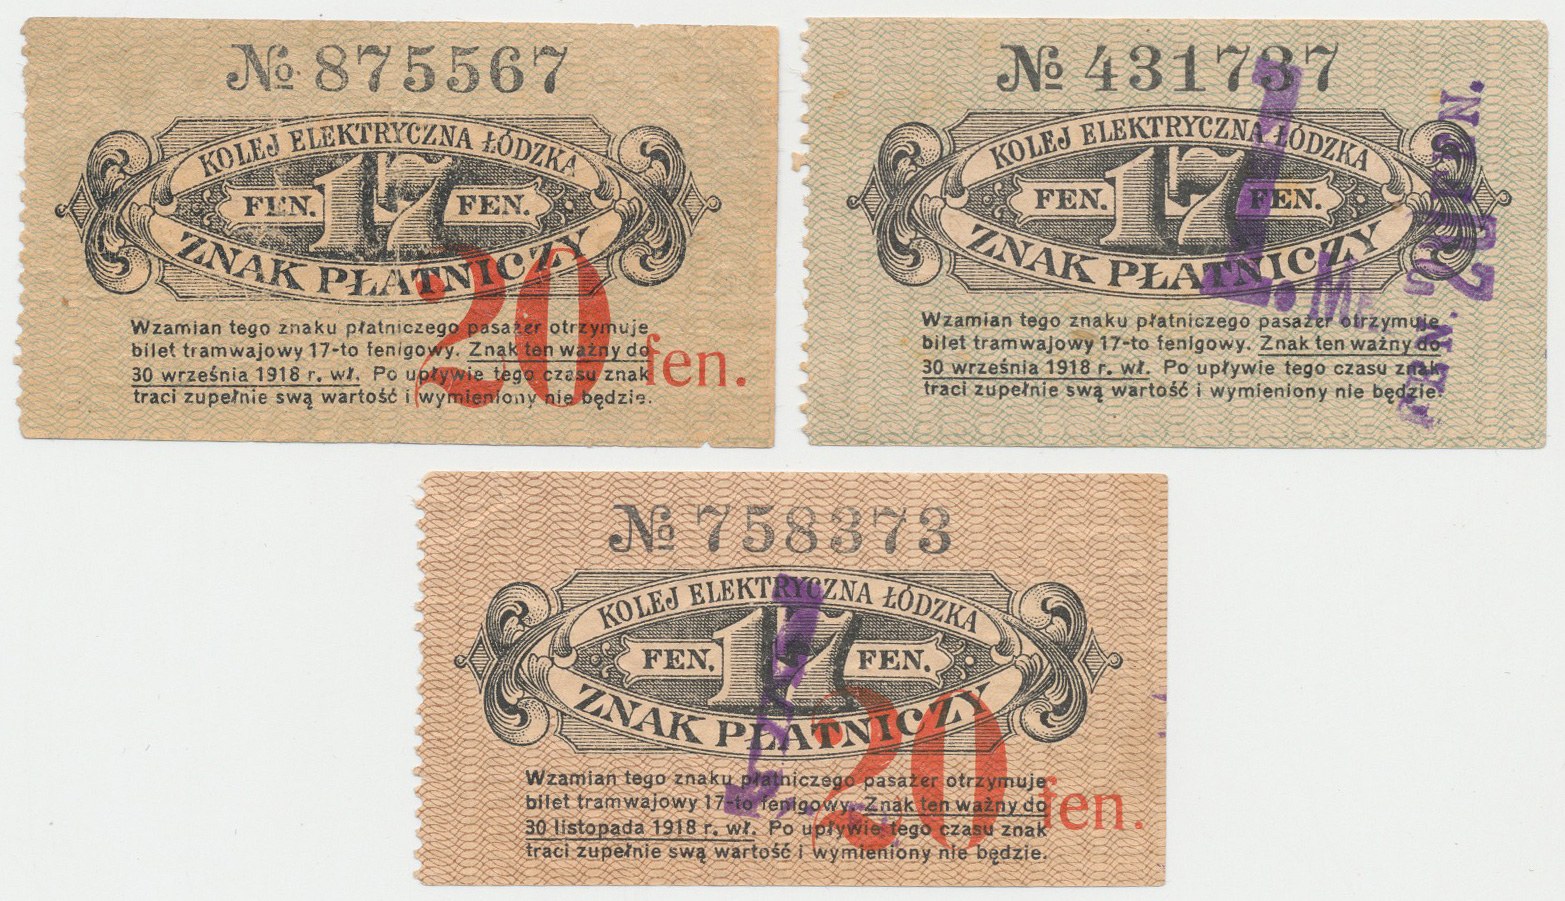 № 875567
KOLEJ ELEKTRYCZNA ŁÓDZKA
FEN. 17 FEN.
ZNAK PŁATNICZY
20 fen.
Wzamian tego znaku płatniczego pasażer otrzymuje
bilet tramwajowy 17-to fenigowy. Znak ten ważny do
30 września 1918 r. wł. Po upływie tego czasu znak
traci zupełnie swą wartość i wymieniony nie będzie.
№ 431737
KOLEJ ELEKTRYCZNA ŁÓDZKA
FEN. 17 FEN.
ZNAK PŁATNICZY
Wzamian tego znaku płatniczego pasażer otrzymuje
bilet tramwajowy 17-to fenigowy. Znak ten ważny do
30 września 1918 r. wł. Po upływie tego czasu znak
traci zupełnie swą wartość i wymieniony nie będzie.
FEN.
FEN.
№ 758373
KOLEJ ELEKTRYCZNA ŁÓDZKA
FEN. 17 FEN.
ZNAK PŁATNICZY
20 fen.
Wzamian tego znaku płatniczego pasażer otrzymuje
bilet tramwajowy 17-to fenigowy. Znak ten ważny do
30 listopada 1918 r. wł. Po upływie tego czasu znak
traci zupełnie swą wartość i wymieniony nie będzie.